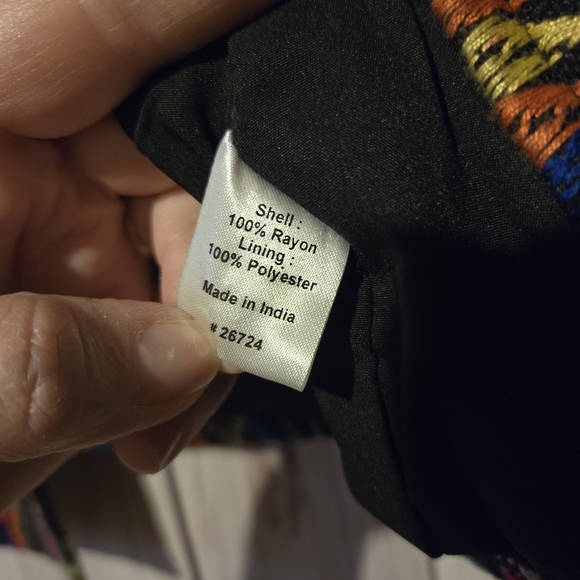 Shell :
100% Rayon
Lining :
100% Polyester
Made in India
# 26724